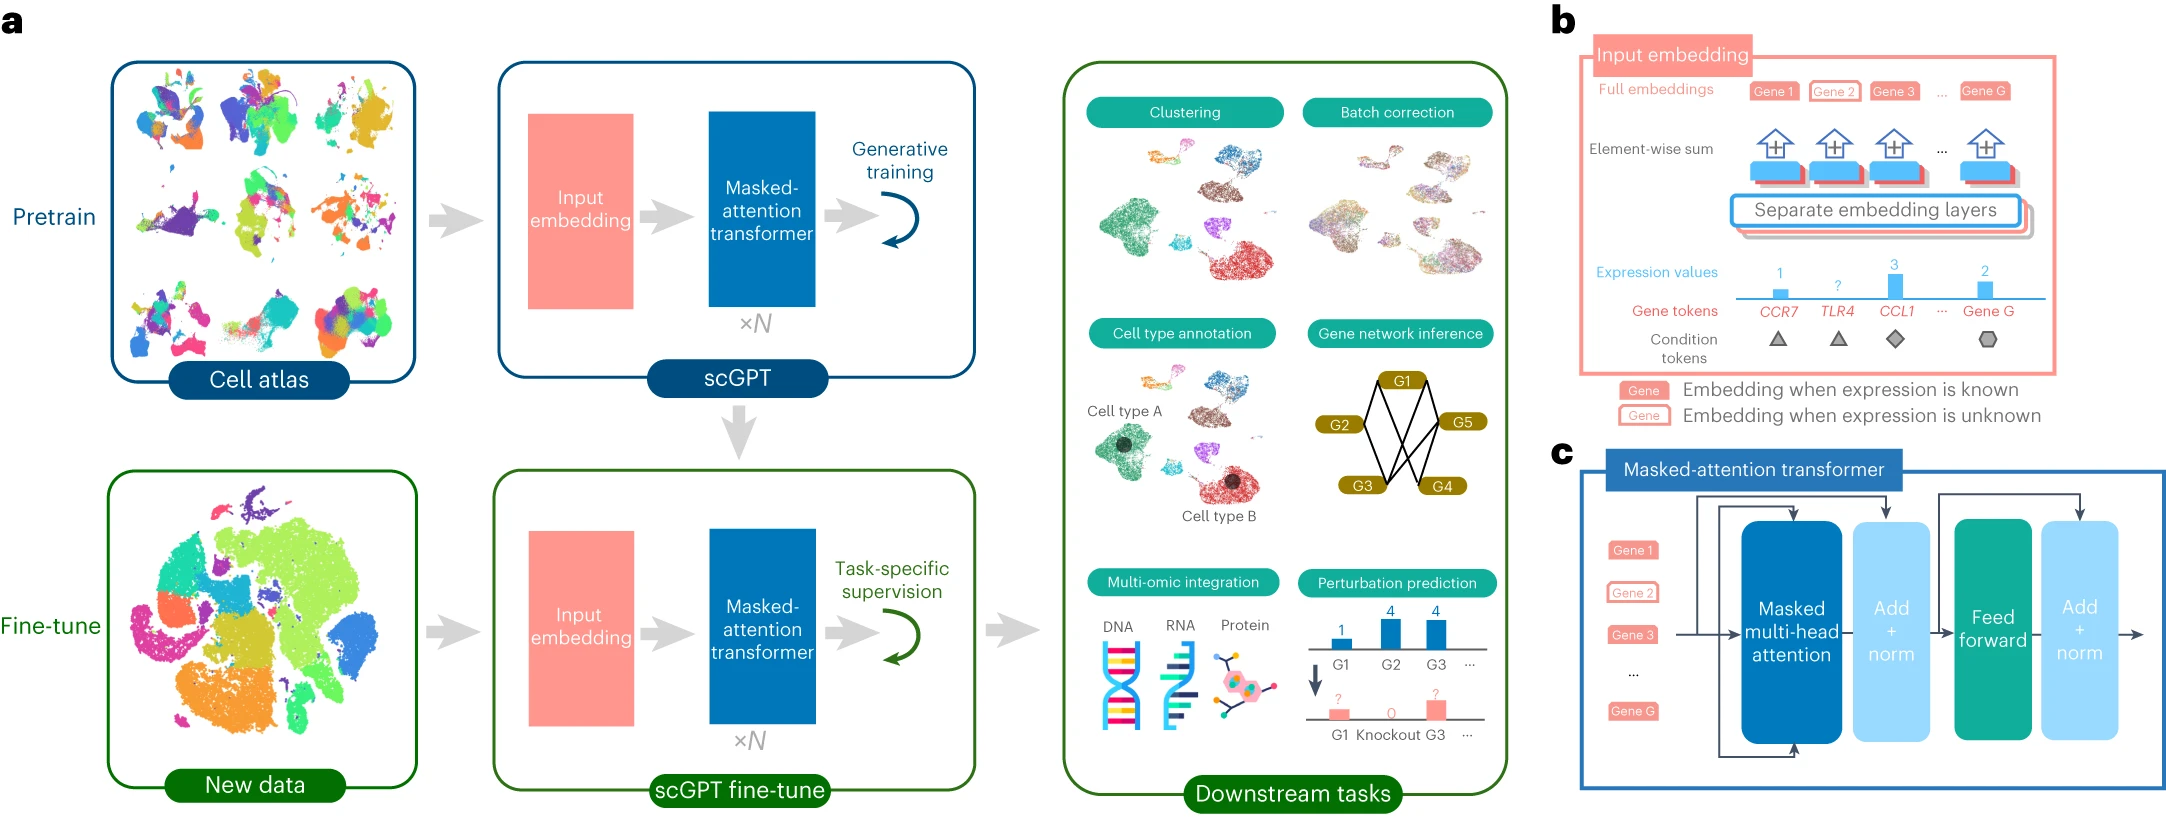 a
Pretrain
Cell atlas
Input
embedding
Masked-
attention
transformer
×N
Generative
training
scGPT
Fine-tune
New data
Input
embedding
Masked-
attention
transformer
×N
Task-specific
supervision
scGPT fine-tune
Clustering
Batch correction
Cell type annotation
Cell type A
Cell type B
Gene network inference
G1
G2
G5
G3
G4
Multi-omic integration
DNA
RNA
Protein
Perturbation prediction
1
4
4
G1
G2
G3
...
?
0
?
G1 Knockout G3 ...
Downstream tasks
b
Input embedding
Full embeddings
Gene 1
Gene 2
Gene 3
...
Gene G
Element-wise sum
...
Separate embedding layers
Expression values
1
?
3
2
Gene tokens
CCR7
TLR4
CCL1
...
Gene G
Condition
tokens
Gene
Embedding when expression is known
Gene
Embedding when expression is unknown
c
Masked-attention transformer
Gene 1
Gene 2
Gene 3
...
Gene G
Masked
multi-head
attention
Add
+
norm
Feed
forward
Add
+
norm